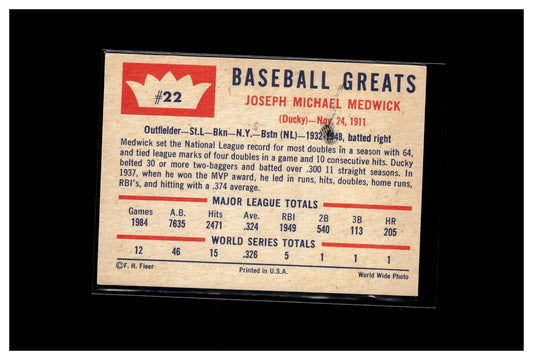 #22
BASEBALL GREATS
JOSEPH MICHAEL MEDWICK
(Ducky)—Nov. 24, 1911
Outfielder—St.L—Bkn—N.Y.—Bstn (NL)—1932-1948, batted right
Medwick set the National League record for most doubles in a season with 64,
and tied league marks of four doubles in a game and 10 consecutive hits. Ducky
belted 30 or more two-baggers and batted over .300 11 straight seasons. In
1937, when he won the MVP award, he led in runs, hits, doubles, home runs,
RBI's, and hitting with a .374 average.
MAJOR LEAGUE TOTALS
Games A.B. Hits Ave. RBI 2B 3B HR
1984 7635 2471 .324 1949 540 113 205
WORLD SERIES TOTALS
12 46 15 .326 5 1 1 1
©F. H. Fleer Printed in U.S.A. World Wide Photo